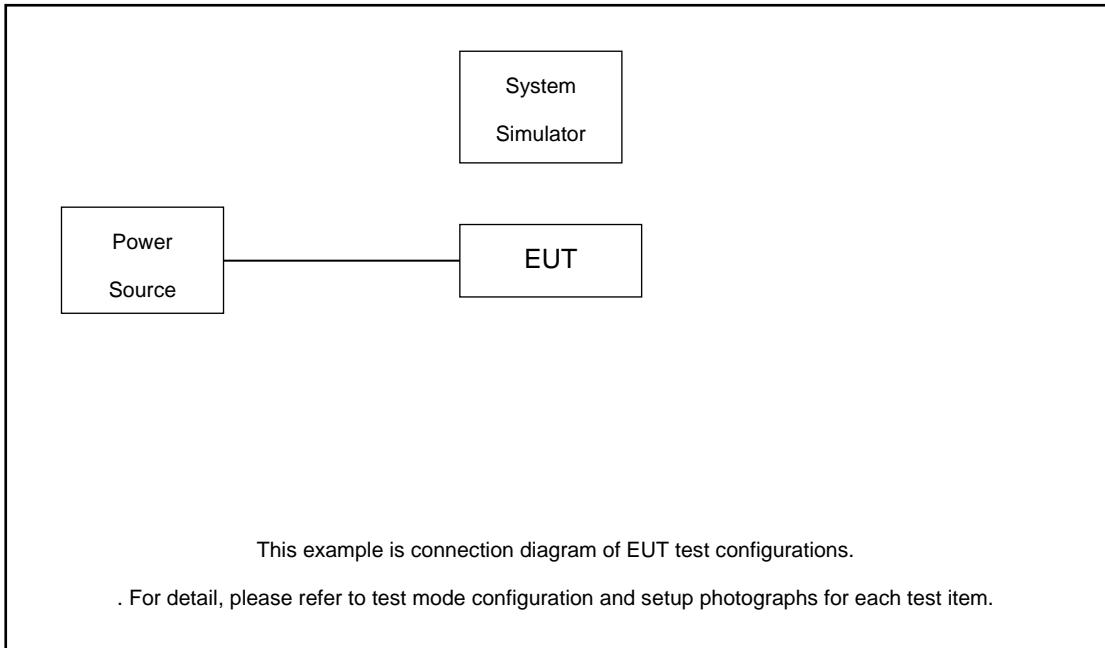 System
Simulator
Power
Source
EUT
This example is connection diagram of EUT test configurations.
. For detail, please refer to test mode configuration and setup photographs for each test item.